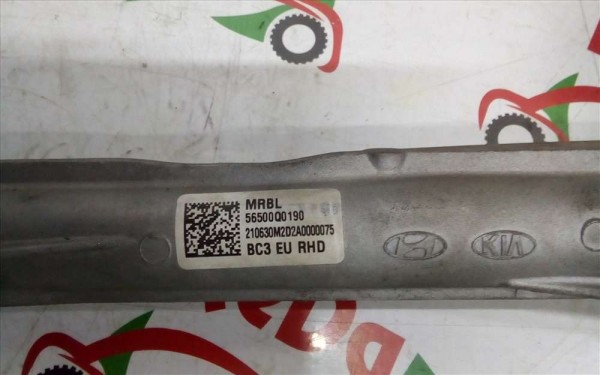 MRBL
56500Q0190
210630M2D2A0000075
BC3 EU RHD
KIA